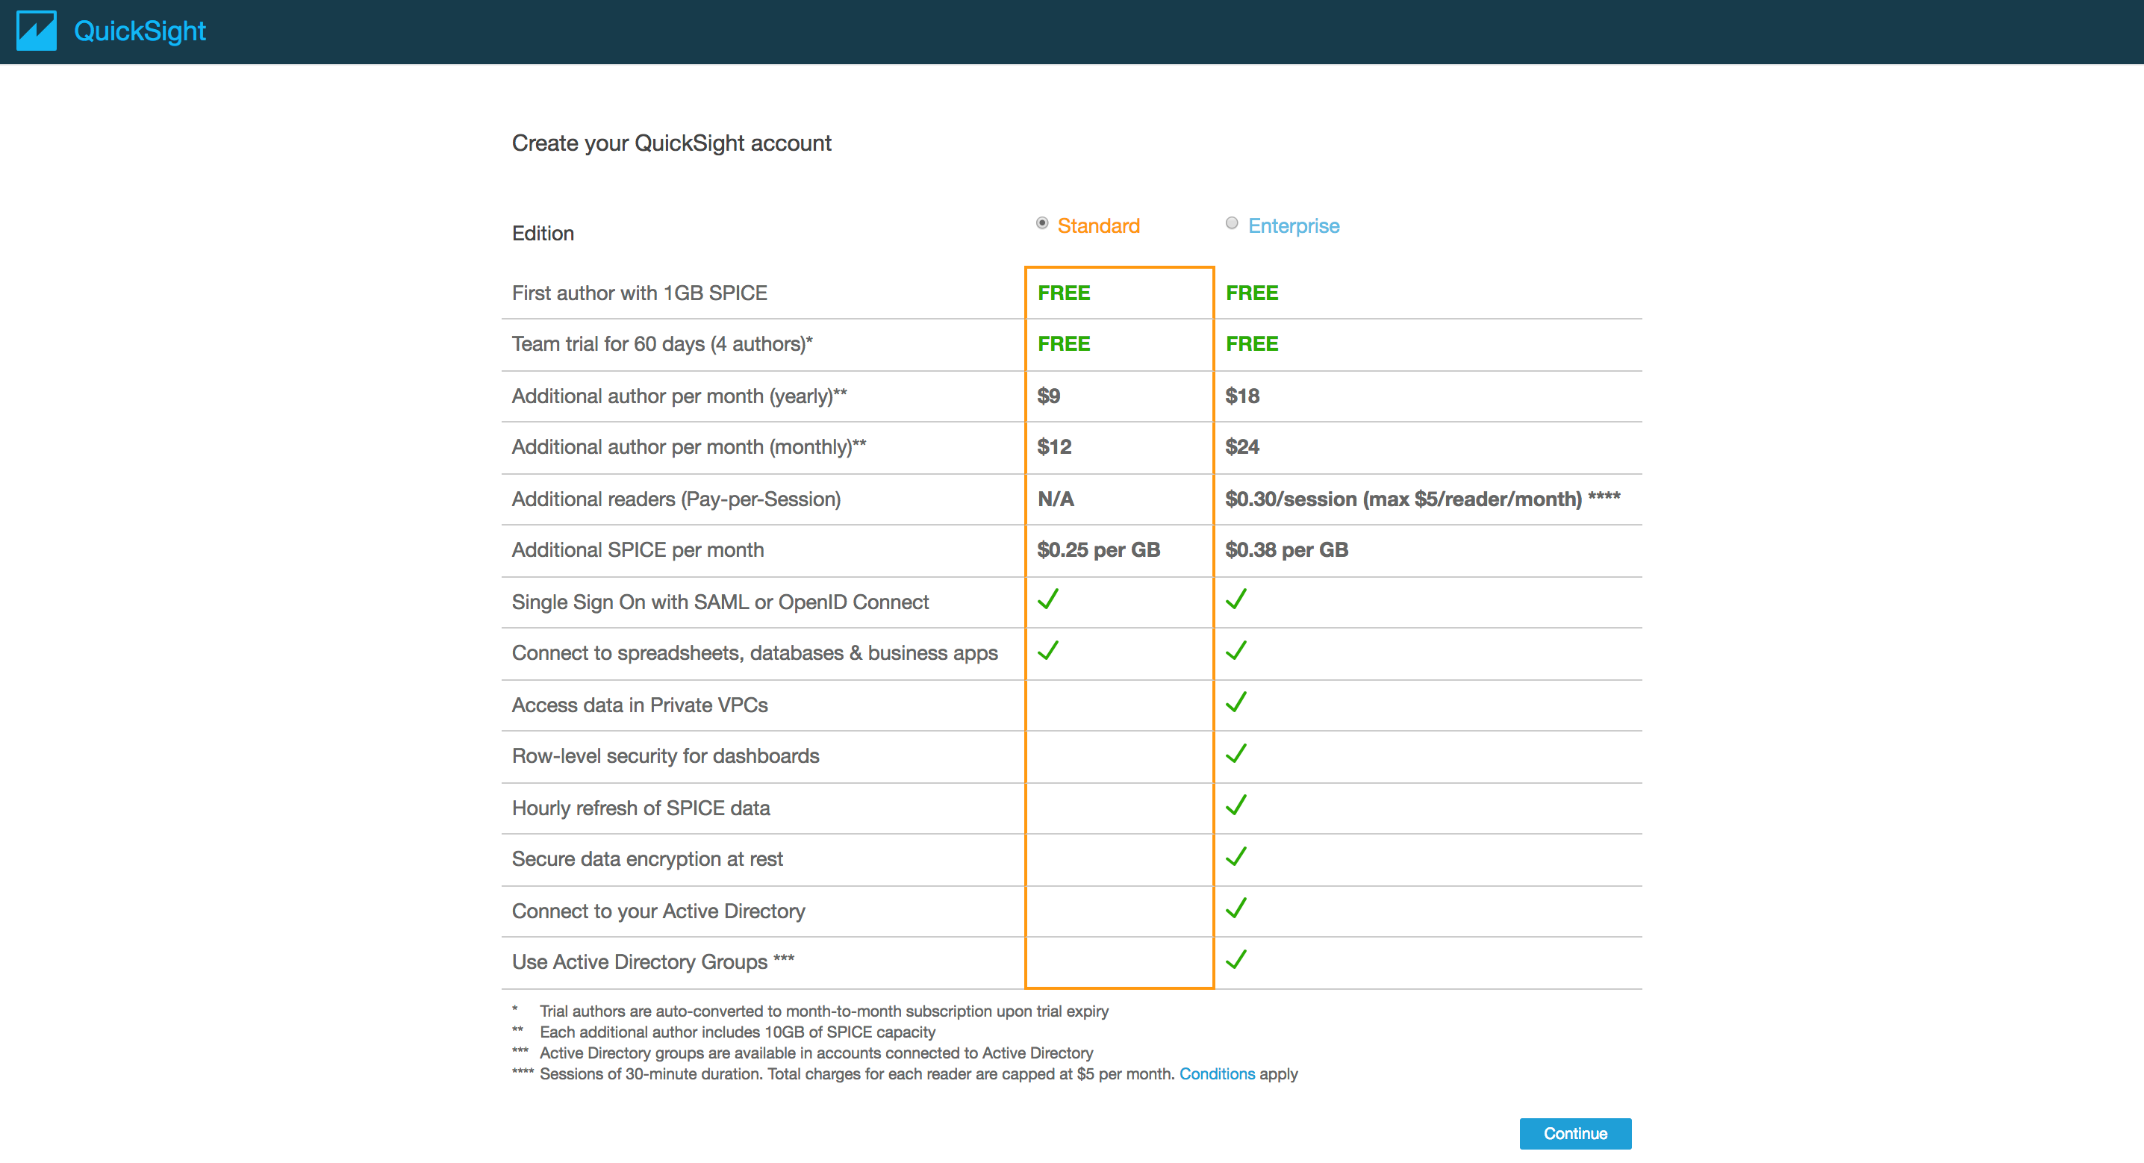 QuickSight
Create your QuickSight account
Edition Standard Enterprise
First author with 1GB SPICE FREE FREE
Team trial for 60 days (4 authors)* FREE FREE
Additional author per month (yearly)** $9 $18
Additional author per month (monthly)** $12 $24
Additional readers (Pay-per-Session) N/A $0.30/session (max $5/reader/month) ****
Additional SPICE per month $0.25 per GB $0.38 per GB
Single Sign On with SAML or OpenID Connect
Connect to spreadsheets, databases & business apps
Access data in Private VPCs
Row-level security for dashboards
Hourly refresh of SPICE data
Secure data encryption at rest
Connect to your Active Directory
Use Active Directory Groups ***
* Trial authors are auto-converted to month-to-month subscription upon trial expiry
** Each additional author includes 10GB of SPICE capacity
*** Active Directory groups are available in accounts connected to Active Directory
**** Sessions of 30-minute duration. Total charges for each reader are capped at $5 per month. Conditions apply
Continue